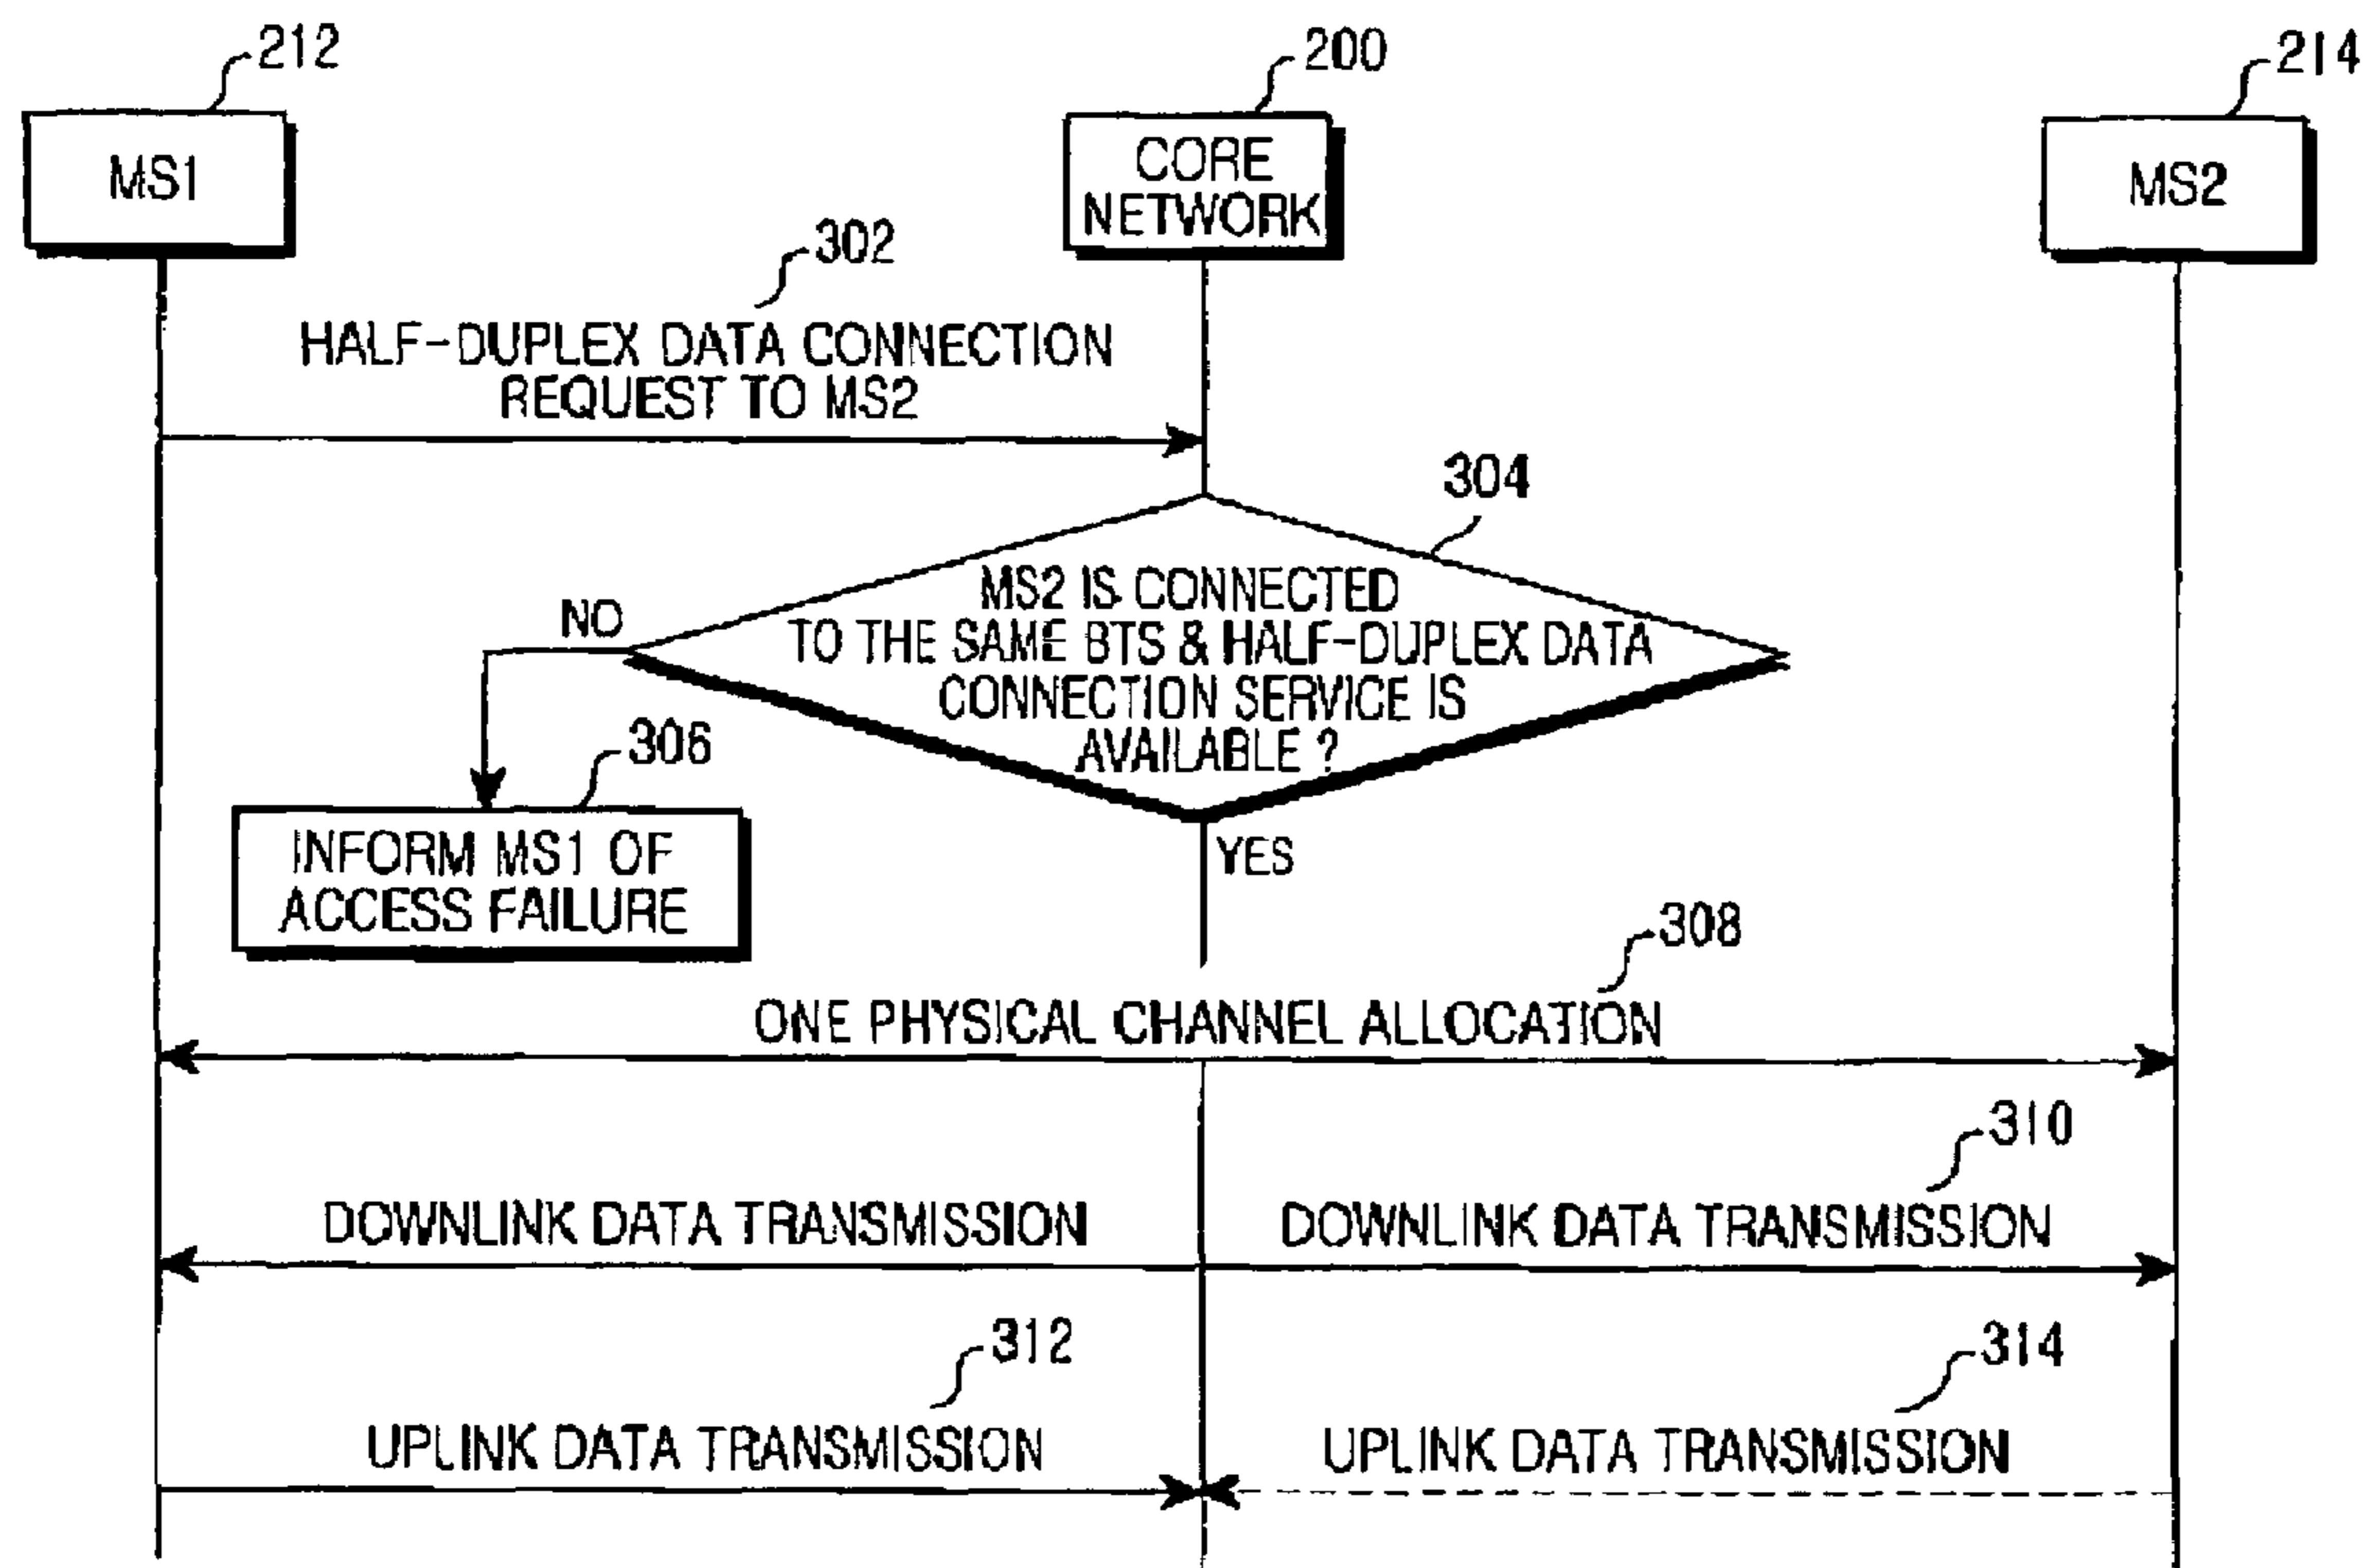 212
200
214
MS1
CORE
NETWORK
MS2
302
HALF-DUPLEX DATA CONNECTION
REQUEST TO MS2
304
MS2 IS CONNECTED
TO THE SAME BTS & HALF-DUPLEX DATA
CONNECTION SERVICE IS
AVAILABLE ?
NO
306
INFORM MS1 OF
ACCESS FAILURE
YES
308
ONE PHYSICAL CHANNEL ALLOCATION
310
DOWNLINK DATA TRANSMISSION
DOWNLINK DATA TRANSMISSION
312
314
UPLINK DATA TRANSMISSION
UPLINK DATA TRANSMISSION